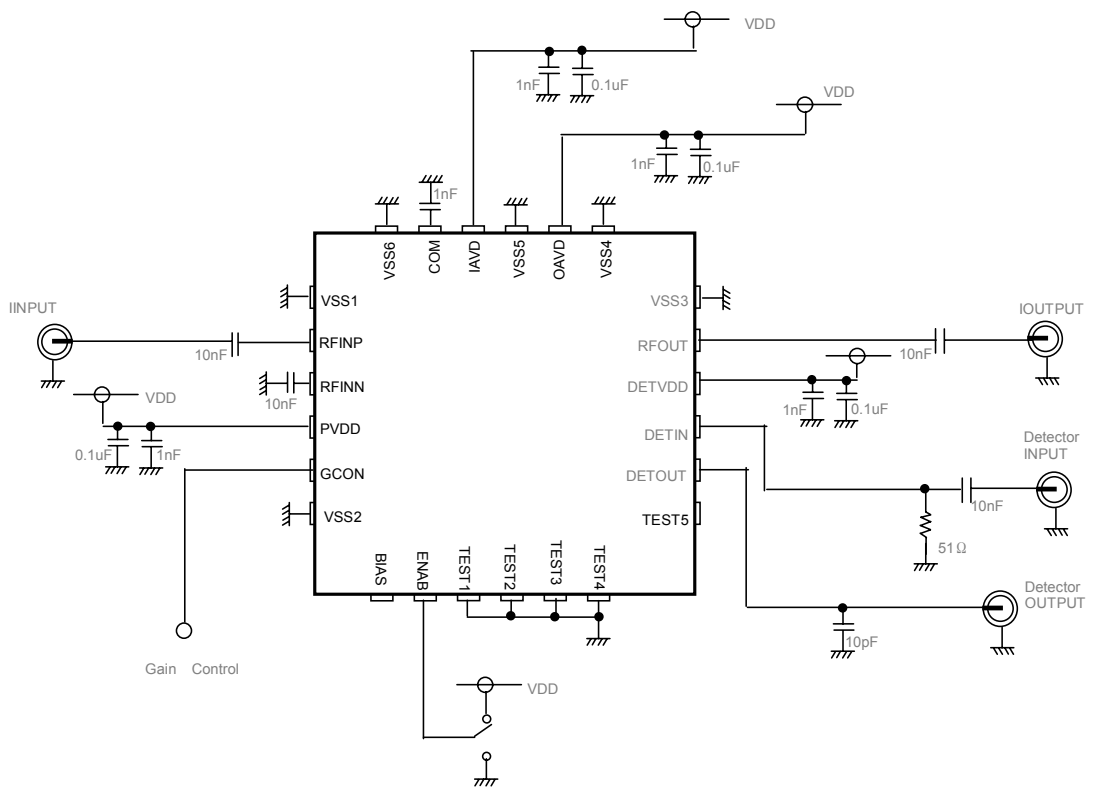 VDD
1nF
0.1uF
VDD
1nF
0.1uF
1nF
VSS6
COM
IAVD
VSS5
OAVD
VSS4
IINPUT
10nF
VSS1
RFINP
RFINN
10nF
VDD
PVDD
0.1uF
1nF
GCON
VSS2
VSS3
RFOUT
IOUTPUT
10nF
DETVDD
1nF
0.1uF
DETIN
Detector
INPUT
DETOUT
10nF
TEST5
51Ω
BIAS
ENAB
TEST1
TEST2
TEST3
TEST4
Detector
OUTPUT
10pF
Gain Control
VDD